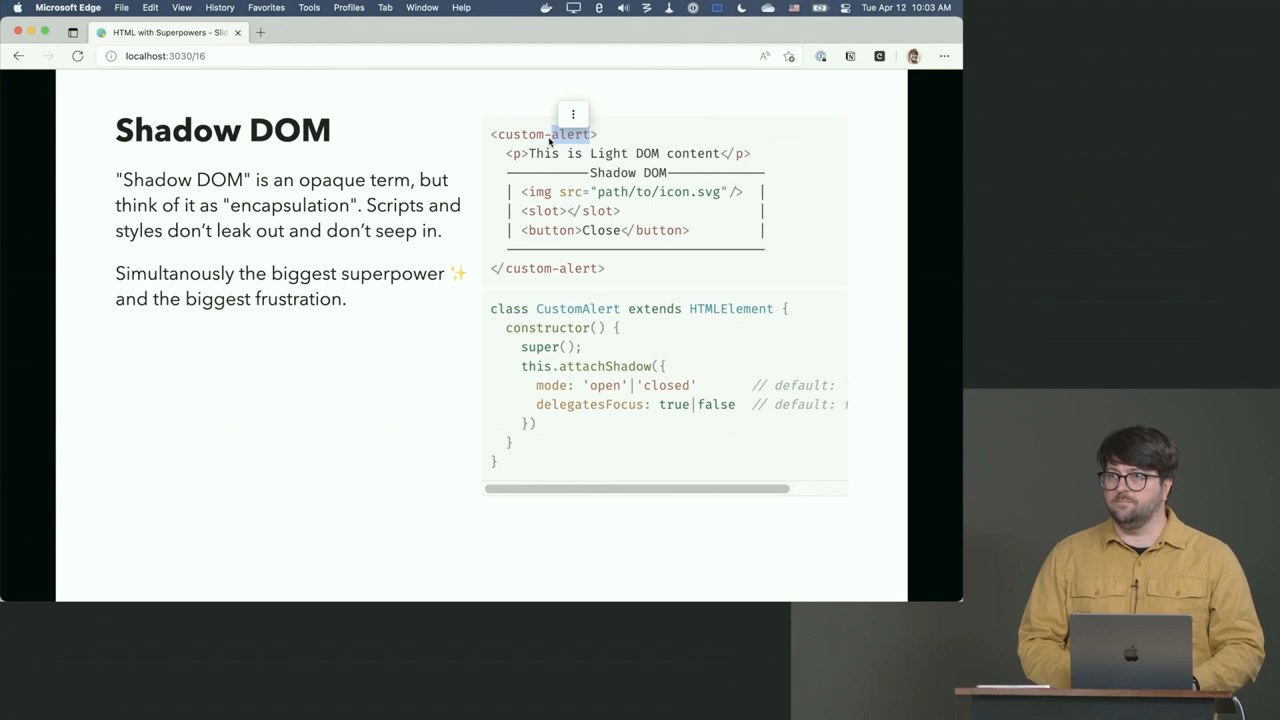 Microsoft Edge File Edit View History Favorites Tools Profiles Tab Window Help Tue Apr 12 10:03 AM
HTML with Superpowers - Sli
localhost:3030/16
Shadow DOM
"Shadow DOM" is an opaque term, but
think of it as "encapsulation". Scripts and
styles don’t leak out and don’t seep in.
Simultanously the biggest superpower ✨
and the biggest frustration.
<custom-alert>
<p>This is Light DOM content</p>
———Shadow DOM———
| <img src="path/to/icon.svg"/> |
| <slot></slot> |
| <button>Close</button> |
</custom-alert>
class CustomAlert extends HTMLElement {
constructor() {
super();
this.attachShadow({
mode: 'open'|'closed' // default:
delegatesFocus: true|false // default: f
})
}
}